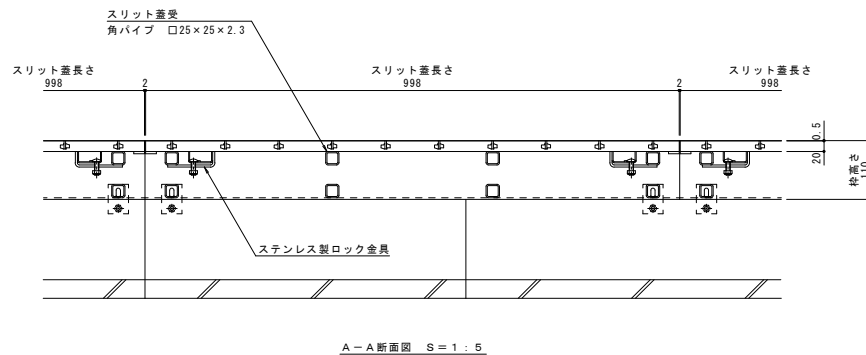 スリット蓋受
角パイプ　□25×25×2.3
スリット蓋長さ
998
2
スリット蓋長さ
998
2
スリット蓋長さ
998
0.5
20
枠高さ
110
ステンレス製ロック金具
A－A断面図　S＝1：5